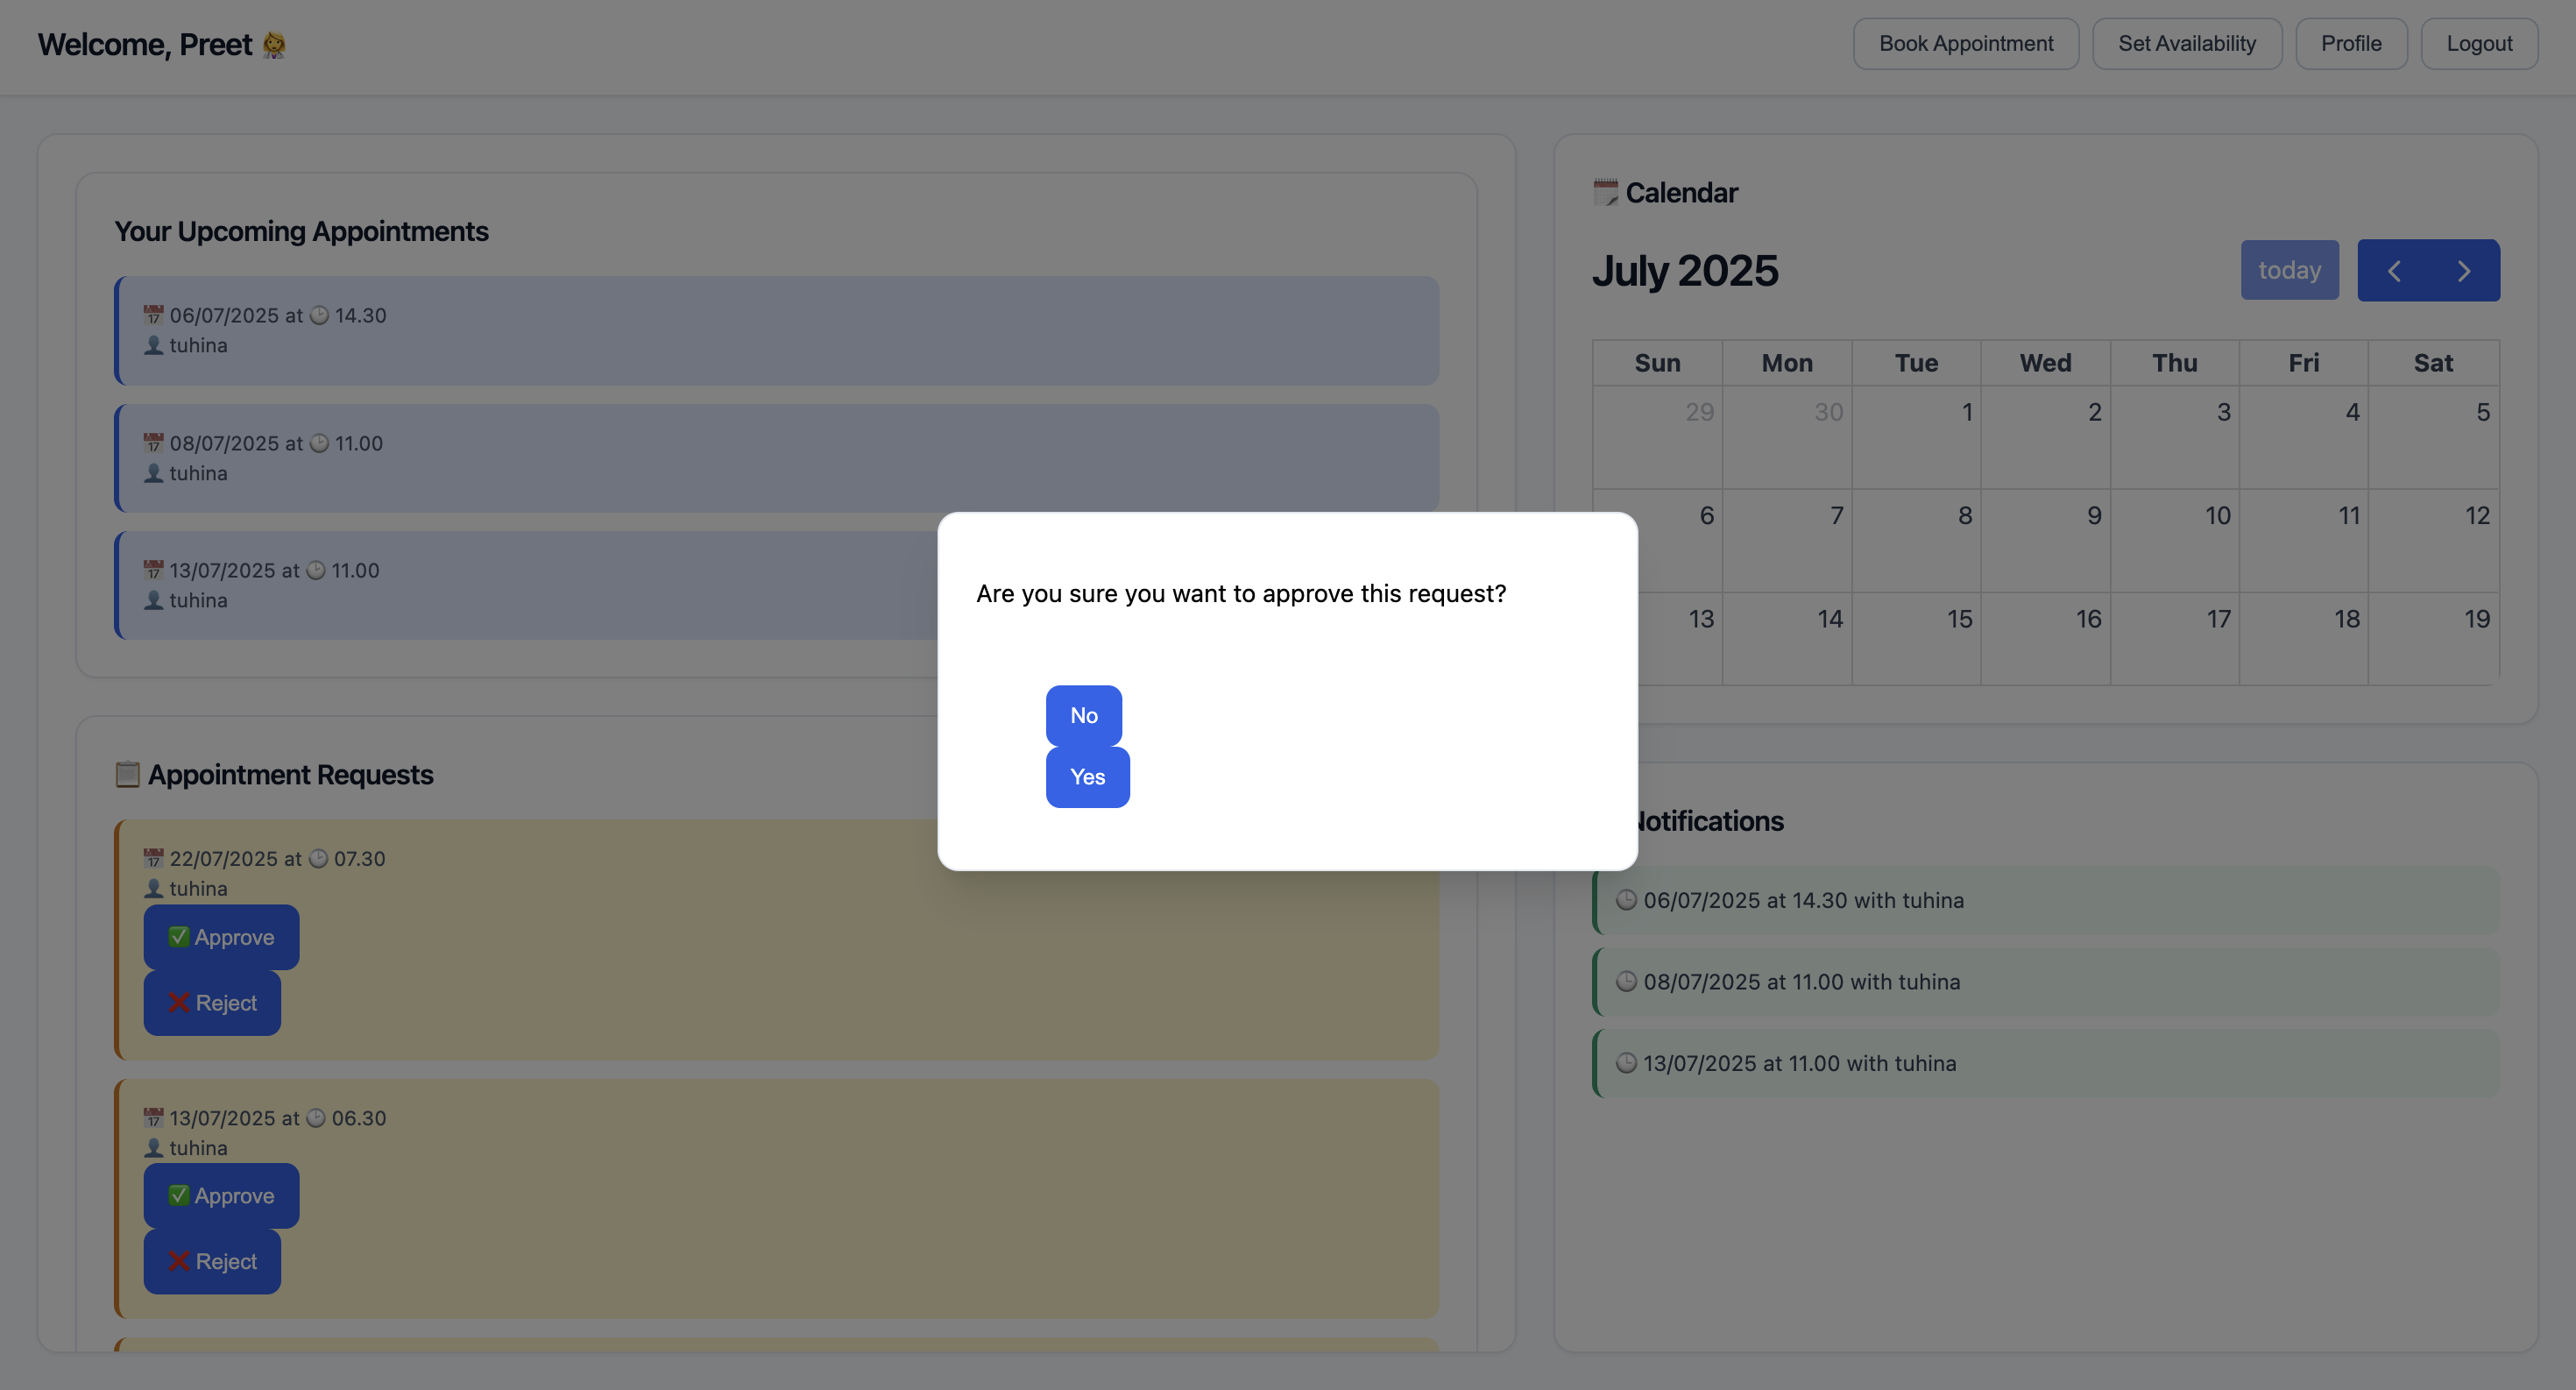 Welcome, Preet
Book Appointment
Set Availability
Profile
Logout
Your Upcoming Appointments
06/07/2025 at 14.30
tuhina
08/07/2025 at 11.00
tuhina
13/07/2025 at 11.00
tuhina
Appointment Requests
22/07/2025 at 07.30
tuhina
Approve
Reject
13/07/2025 at 06.30
tuhina
Approve
Reject
Are you sure you want to approve this request?
No
Yes
Calendar
July 2025
today
Sun Mon Tue Wed Thu Fri Sat
29 30 1 2 3 4 5
6 7 8 9 10 11 12
13 14 15 16 17 18 19
Notifications
06/07/2025 at 14.30 with tuhina
08/07/2025 at 11.00 with tuhina
13/07/2025 at 11.00 with tuhina